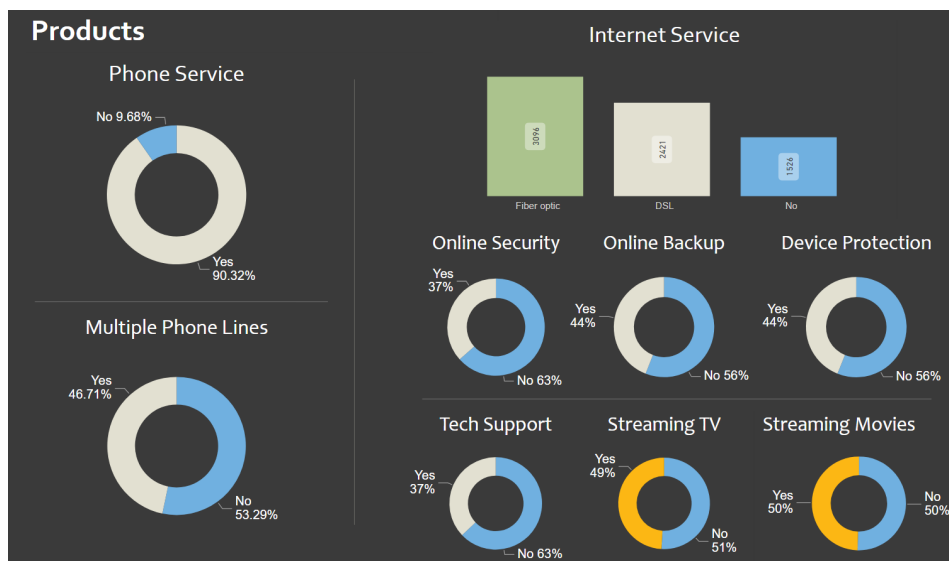 Products
Phone Service
No 9.68%
Yes
90.32%
Multiple Phone Lines
Yes
46.71%
No
53.29%
Internet Service
3096
2421
1526
Fiber optic
DSL
No
Online Security
Yes
37%
No 63%
Online Backup
Yes
44%
No 56%
Device Protection
Yes
44%
No 56%
Tech Support
Yes
37%
No 63%
Streaming TV
Yes
49%
No
51%
Streaming Movies
Yes
50%
No
50%